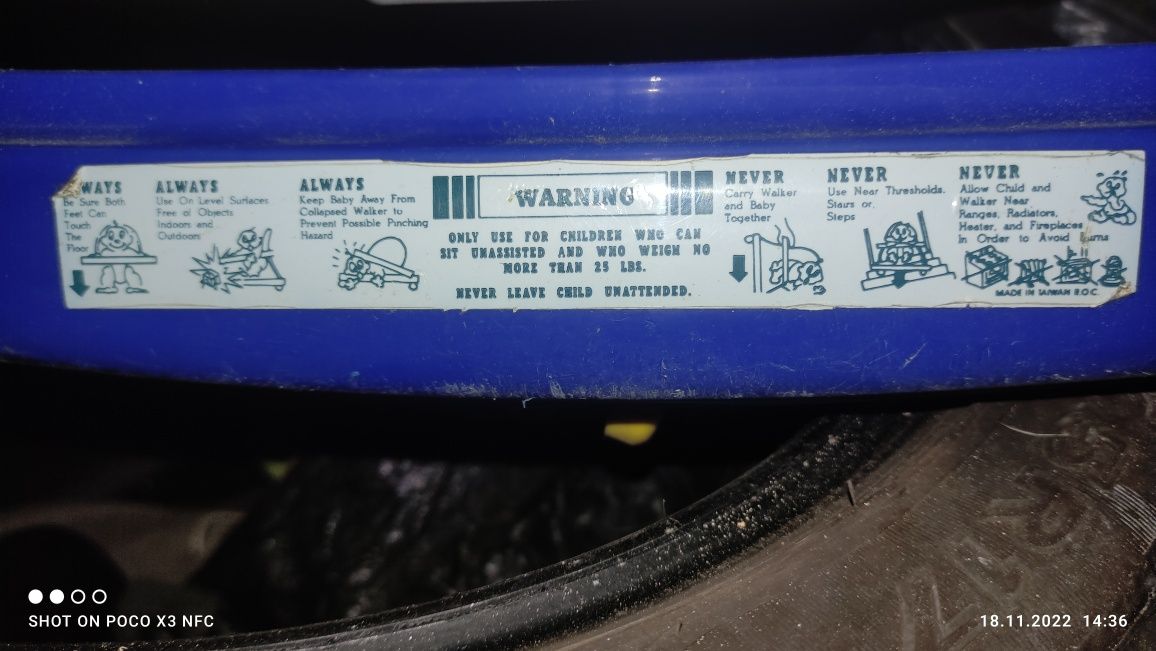 WAYS
Be Sure Both
Feet Can
Touch
The
Floor
ALWAYS
Use On Level Surfaces
Free of Objects
Indoors and
Outdoors
ALWAYS
Keep Baby Away From
Collapsed Walker to
Prevent Possible Pinching
Hazard
WARNING
ONLY USE FOR CHILDREN WHO CAN
SIT UNASSISTED AND WHO WEIGH NO
MORE THAN 25 LBS.
NEVER LEAVE CHILD UNATTENDED.
NEVER
Carry Walker
and Baby
Together
NEVER
Use Near Thresholds.
Stairs or.
Steps
NEVER
Allow Child and
Walker Near
Ranges, Radiators,
Heater, and Fireplaces
In Order to Avoid
MADE IN TAIWAN R.O.C.
SHOT ON POCO X3 NFC
18.11.2022 14:36